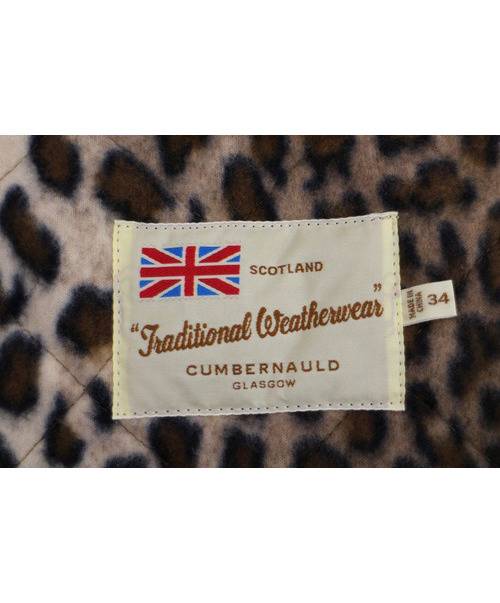 SCOTLAND
"Traditional Weatherwear"
CUMBERNAULD
GLASGOW
MADE IN
CHINA
34